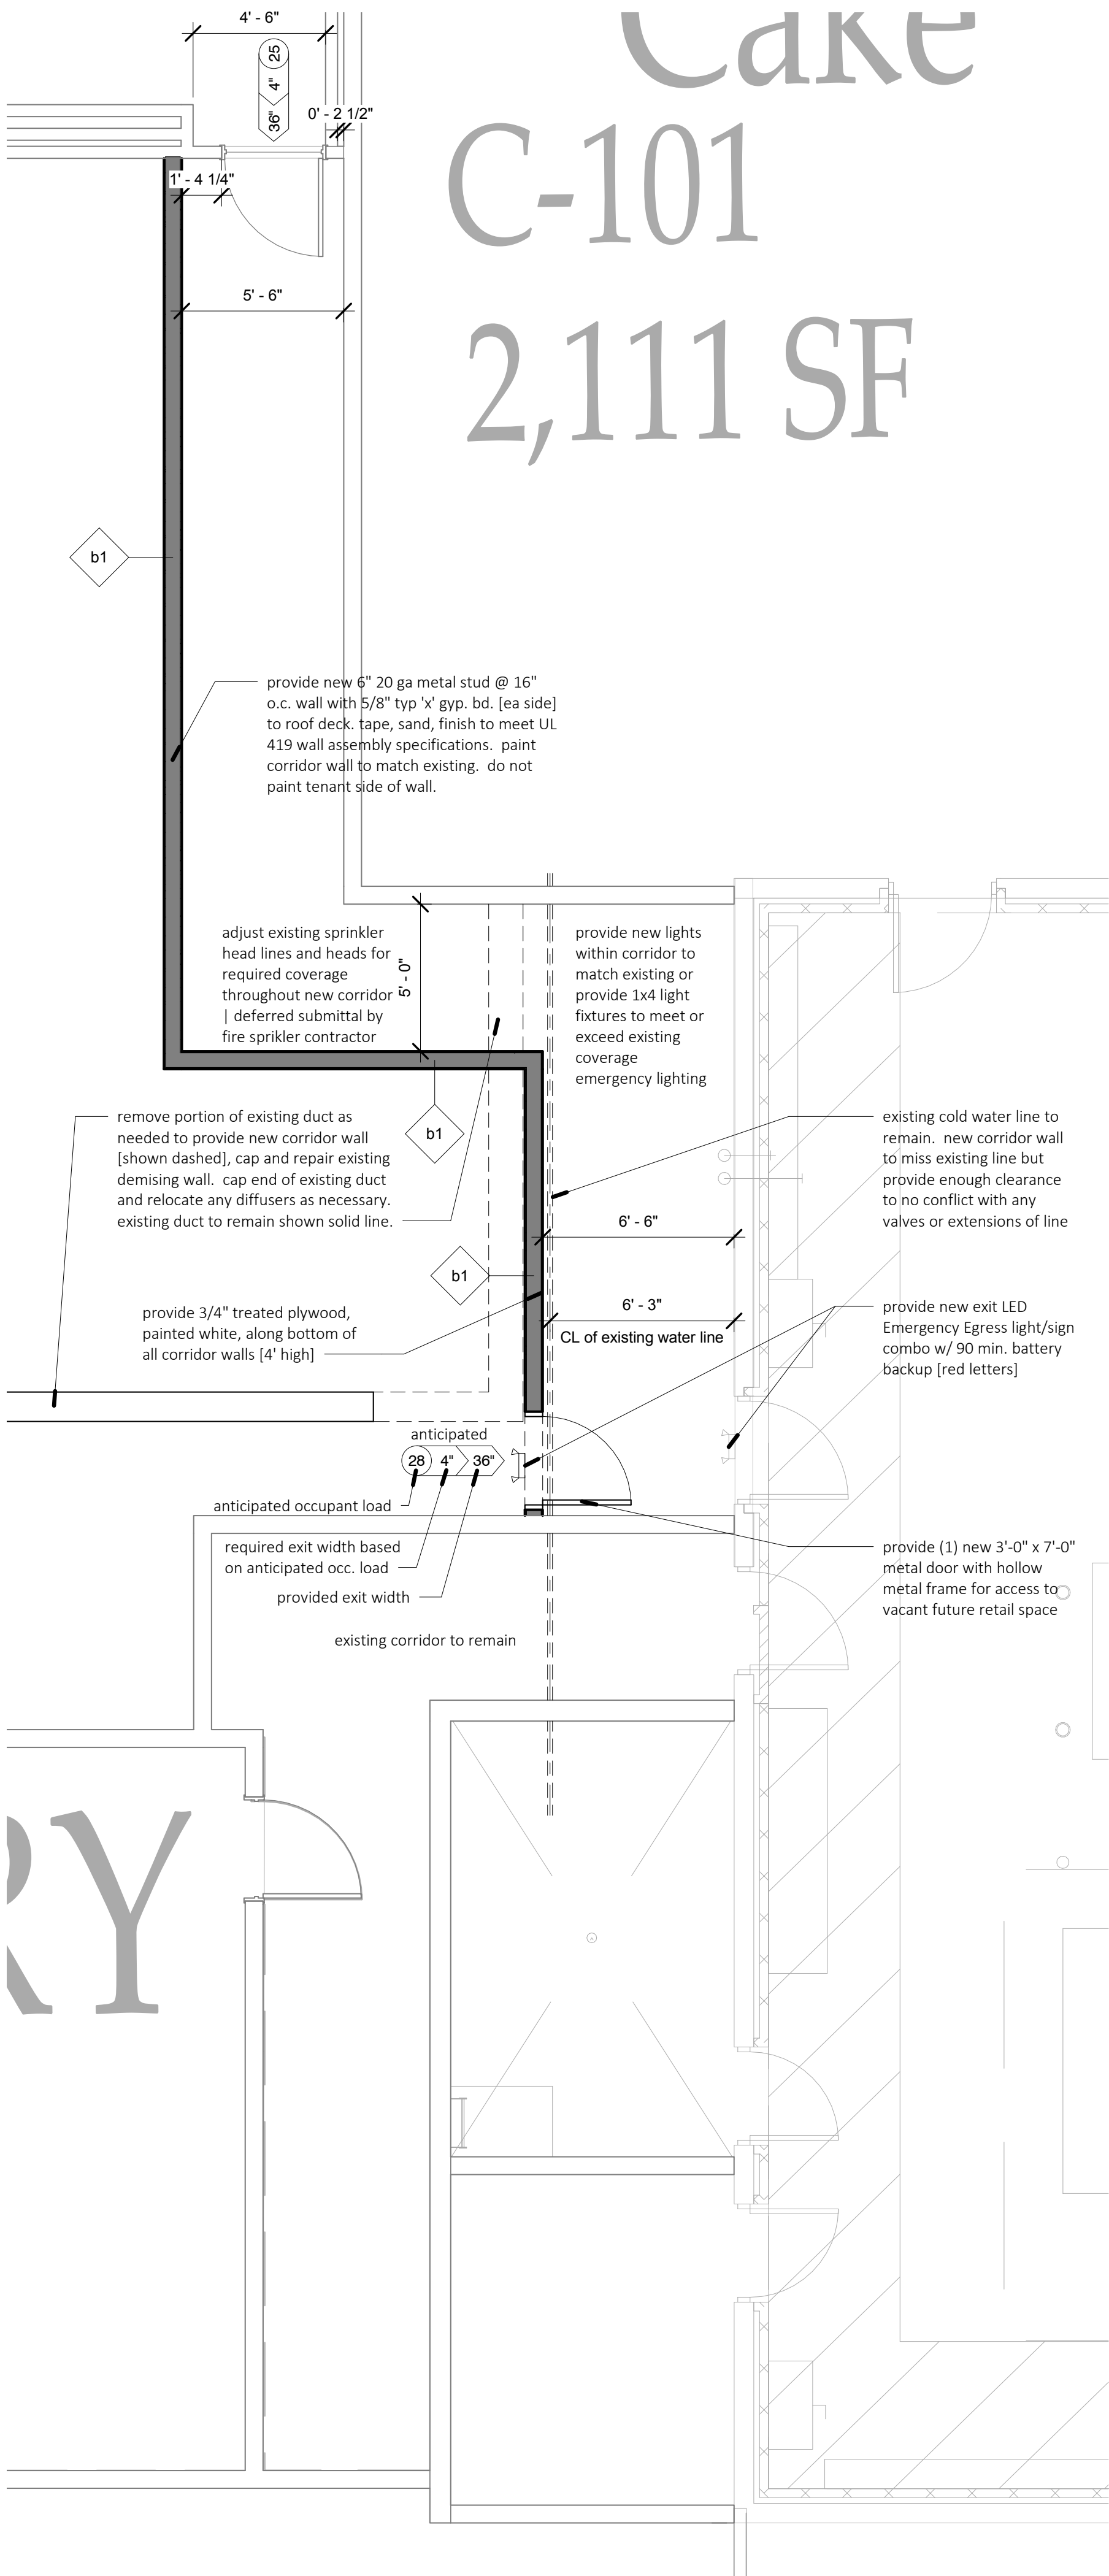 4' - 6"
25
4"
36"
0' - 2 1/2"
1' - 4 1/4"
5' - 6"
Cake
C-101
2,111 SF
b1
provide new 6" 20 ga metal stud @ 16"
o.c. wall with 5/8" typ 'x' gyp. bd. [ea side]
to roof deck. tape, sand, finish to meet UL
419 wall assembly specifications. paint
corridor wall to match existing. do not
paint tenant side of wall.
adjust existing sprinkler
head lines and heads for
required coverage
throughout new corridor
| deferred submittal by
fire sprikler contractor
5' - 0"
provide new lights
within corridor to
match existing or
provide 1x4 light
fixtures to meet or
exceed existing
coverage
emergency lighting
remove portion of existing duct as
needed to provide new corridor wall
[shown dashed], cap and repair existing
demising wall. cap end of existing duct
and relocate any diffusers as necessary.
existing duct to remain shown solid line.
b1
existing cold water line to
remain. new corridor wall
to miss existing line but
provide enough clearance
to no conflict with any
valves or extensions of line
6' - 6"
b1
6' - 3"
CL of existing water line
provide 3/4" treated plywood,
painted white, along bottom of
all corridor walls [4' high]
provide new exit LED
Emergency Egress light/sign
combo w/ 90 min. battery
backup [red letters]
anticipated
28 4" 36"
anticipated occupant load
required exit width based
on anticipated occ. load
provided exit width
provide (1) new 3'-0" x 7'-0"
metal door with hollow
metal frame for access to
vacant future retail space
existing corridor to remain
RY